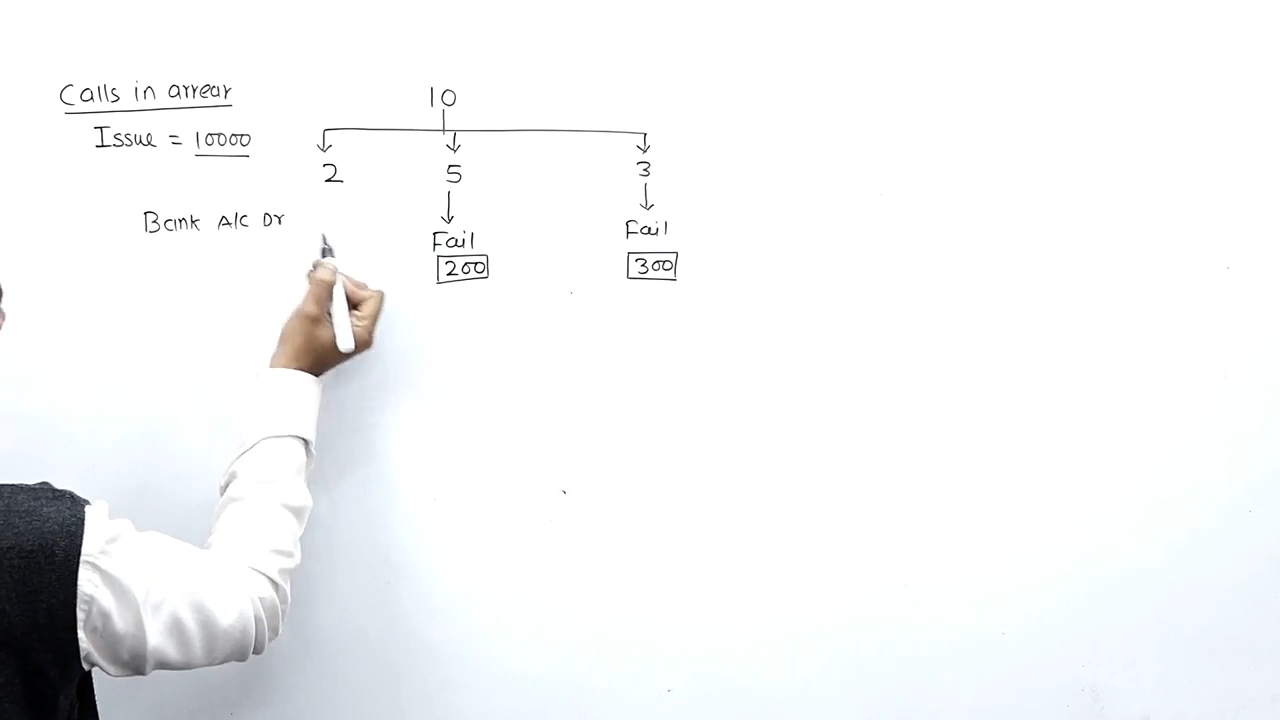 Calls in arrear
10
Issue = 10000
2 5 3
Bank A/C Dr
Fail Fail
200 300